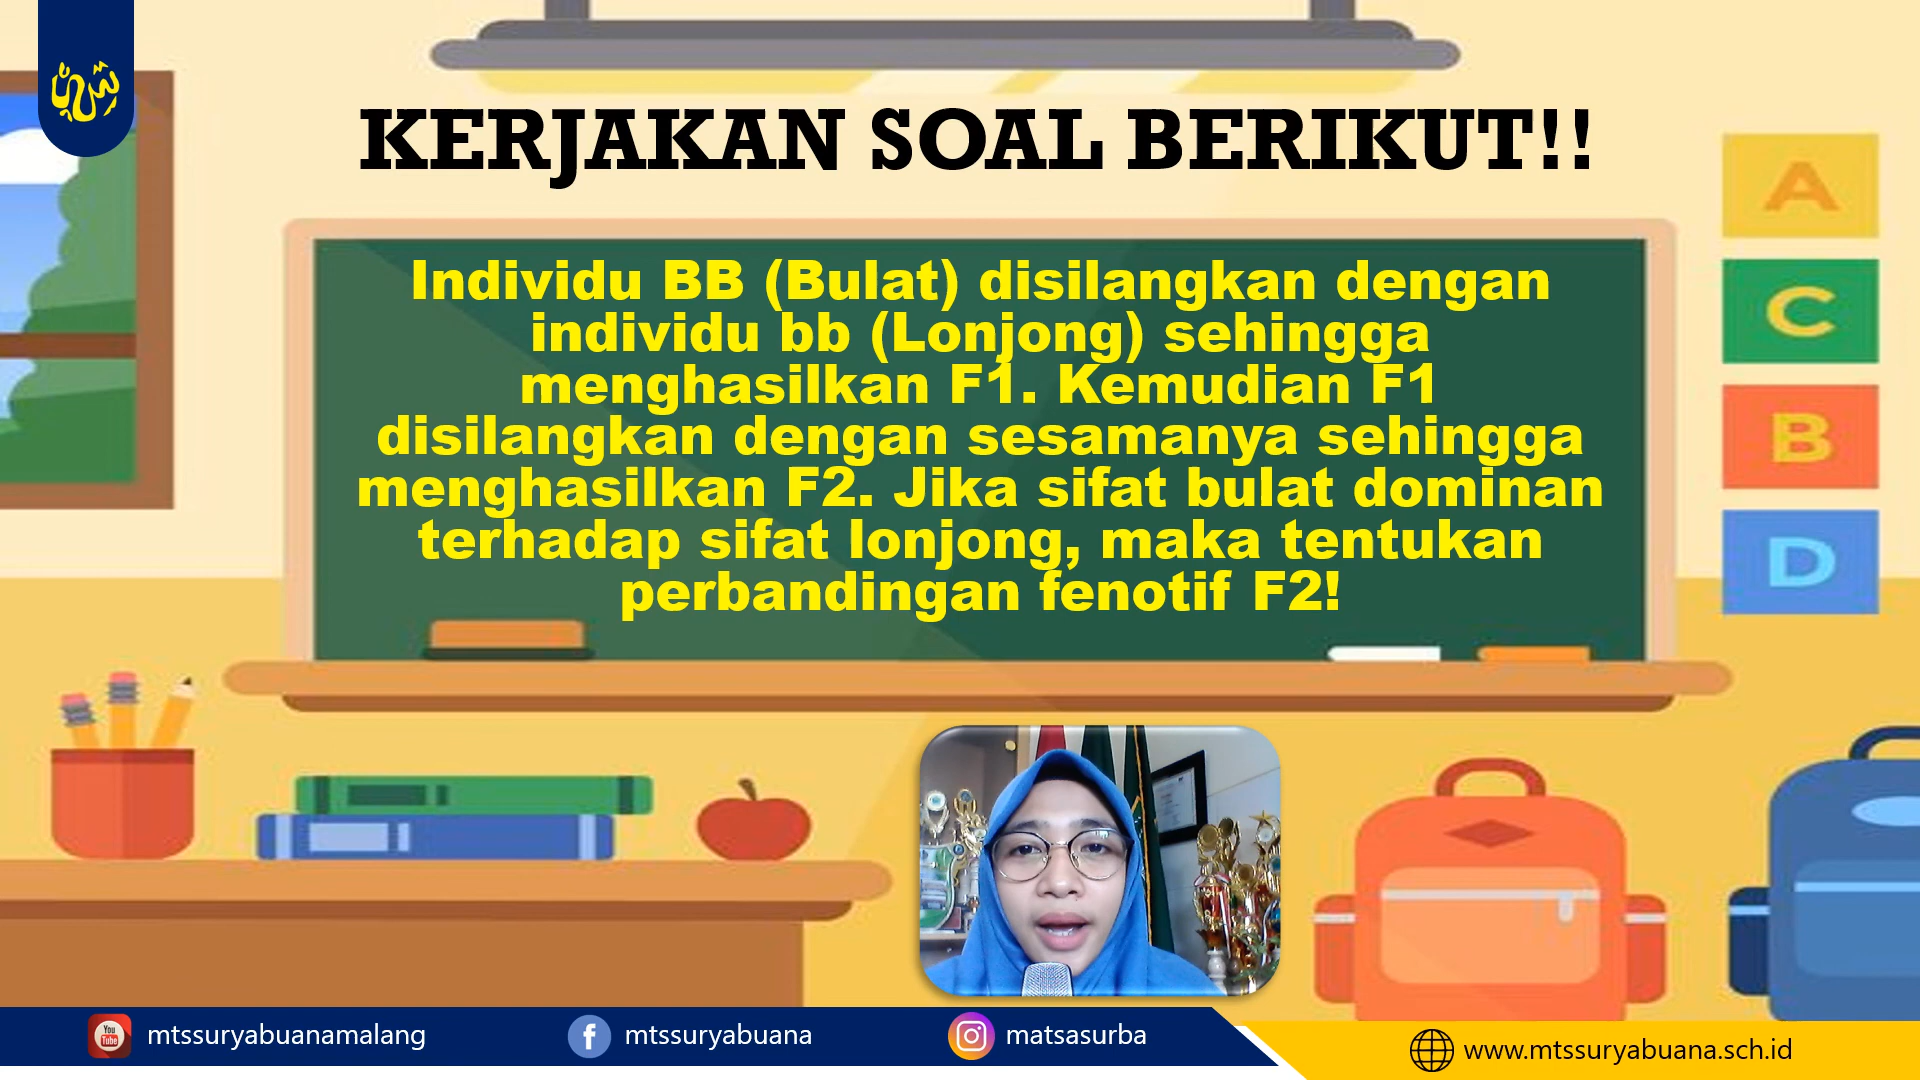 KERJAKAN SOAL BERIKUT!!
Individu BB (Bulat) disilangkan dengan
individu bb (Lonjong) sehingga
menghasilkan F1. Kemudian F1
disilangkan dengan sesamanya sehingga
menghasilkan F2. Jika sifat bulat dominan
terhadap sifat lonjong, maka tentukan
perbandingan fenotif F2!
A
C
B
D
You
Tube
mtssuryabuanamalang
mtssuryabuana
matsasurba
www.mtssuryabuana.sch.id